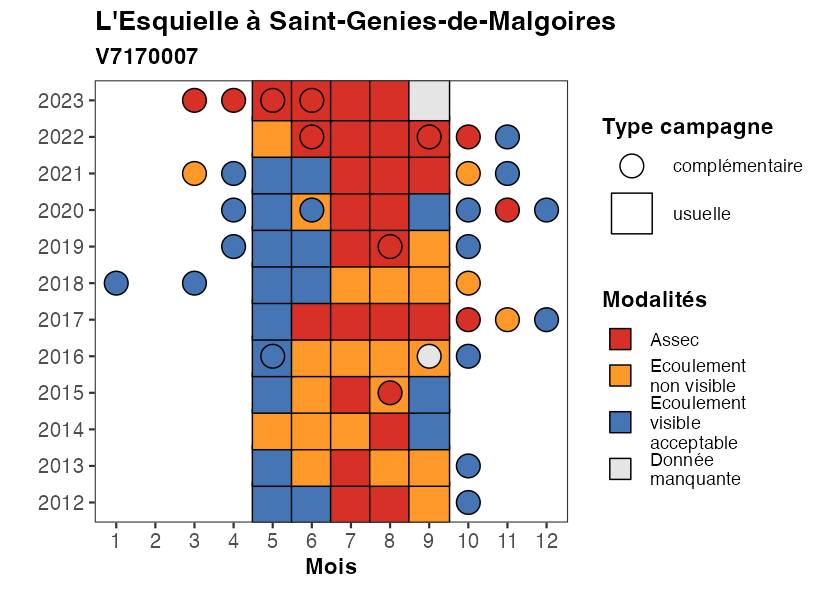 L'Esquielle à Saint-Genies-de-Malgoires
V7170007
2023
2022
2021
2020
2019
2018
2017
2016
2015
2014
2013
2012
1 2 3 4 5 6 7 8 9 10 11 12
Mois
Type campagne
complémentaire
usuelle
Modalités
Assec
Ecoulement
non visible
Ecoulement
visible
acceptable
Donnée
manquante